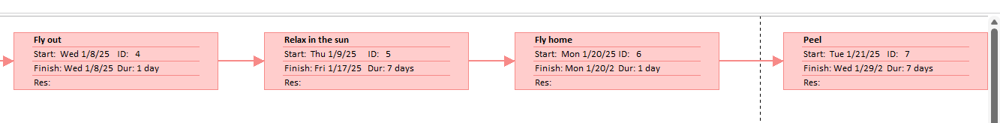 Fly out
Start: Wed 1/8/25 ID: 4
Finish: Wed 1/8/25 Dur: 1 day
Res:
Relax in the sun
Start: Thu 1/9/25 ID: 5
Finish: Fri 1/17/25 Dur: 7 days
Res:
Fly home
Start: Mon 1/20/25 ID: 6
Finish: Mon 1/20/2 Dur: 1 day
Res:
Peel
Start: Tue 1/21/25 ID: 7
Finish: Wed 1/29/2 Dur: 7 days
Res: